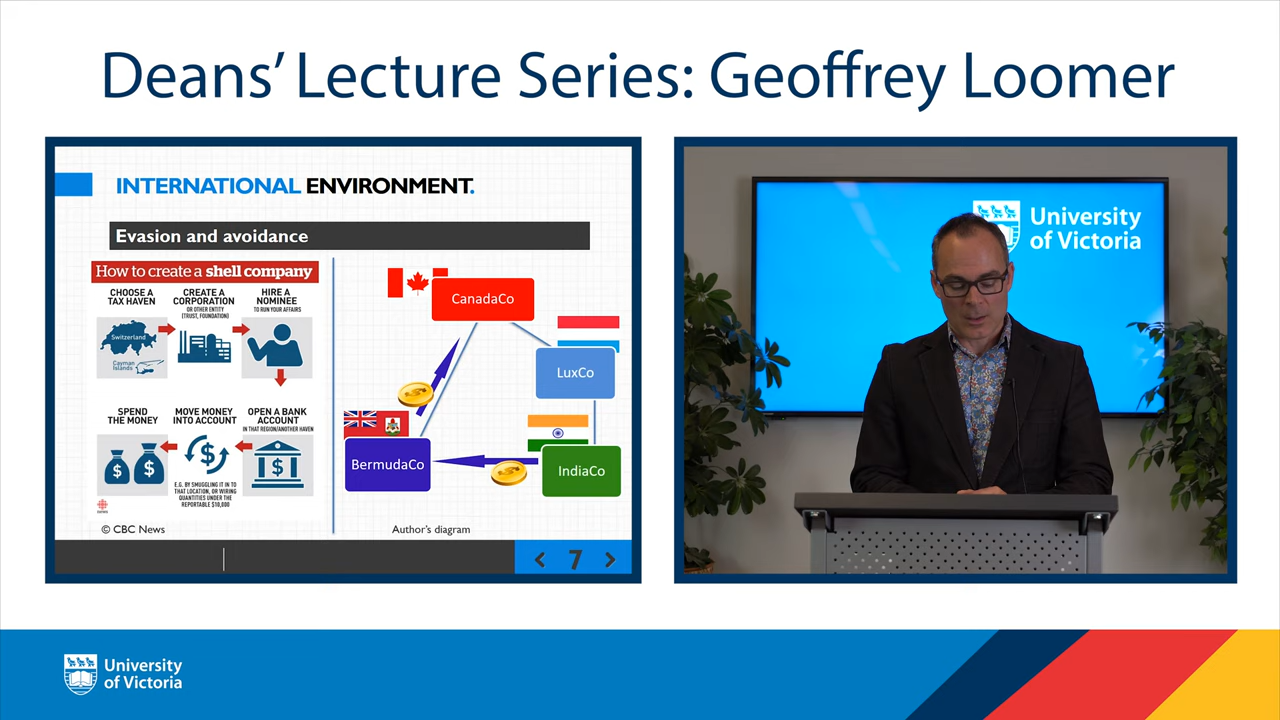 Deans' Lecture Series: Geoffrey Loomer
INTERNATIONAL ENVIRONMENT.
Evasion and avoidance
How to create a shell company
CHOOSE A
TAX HAVEN
CREATE A
CORPORATION
OR OTHER ENTITY
(TRUST, FOUNDATION)
HIRE A
NOMINEE
TO RUN YOUR AFFAIRS
Switzerland
Cayman
Islands
SPEND
THE MONEY
MOVE MONEY
INTO ACCOUNT
OPEN A BANK
ACCOUNT
IN THAT REGION/ANOTHER HAVEN
$
$
$
$
E.G. BY SMUGGLING IT IN TO
THAT LOCATION, OR WIRING
QUANTITIES UNDER THE
REPORTABLE $10,000
© CBC News
CanadaCo
LuxCo
BermudaCo
IndiaCo
Author's diagram
7
University
of Victoria
University
of Victoria